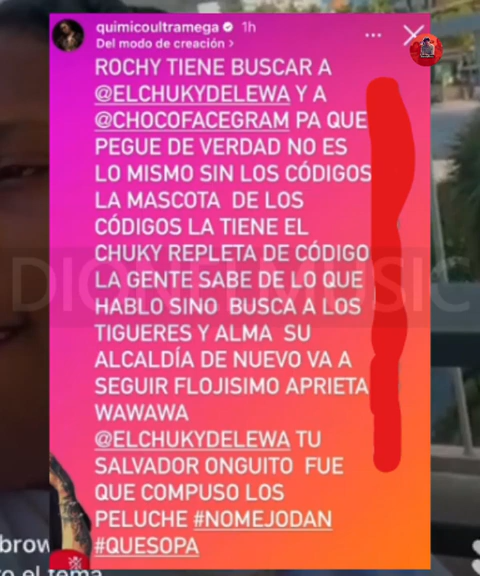 quimicoultramega 1h
Del modo de creación >
ROCHY TIENE BUSCAR A
@ELCHUKYDELEWA Y A
@CHOCOFACEGRAM PA QUE
PEGUE DE VERDAD NO ES
LO MISMO SIN LOS CÓDIGOS
LA MASCOTA DE LOS
CÓDIGOS LA TIENE EL
CHUKY REPLETA DE CÓDIGO
LA GENTE SABE DE LO QUE
HABLO SINO BUSCA A LOS
TIGUERES Y ALMA SU
ALCALDÍA DE NUEVO VA A
SEGUIR FLOJISIMO APRIETA
WAWAWA
@ELCHUKYDELEWA TU
SALVADOR ONGUITO FUE
QUE COMPUSO LOS
PELUCHE #NOMEJODAN
#QUESOPA
brow
o el tema